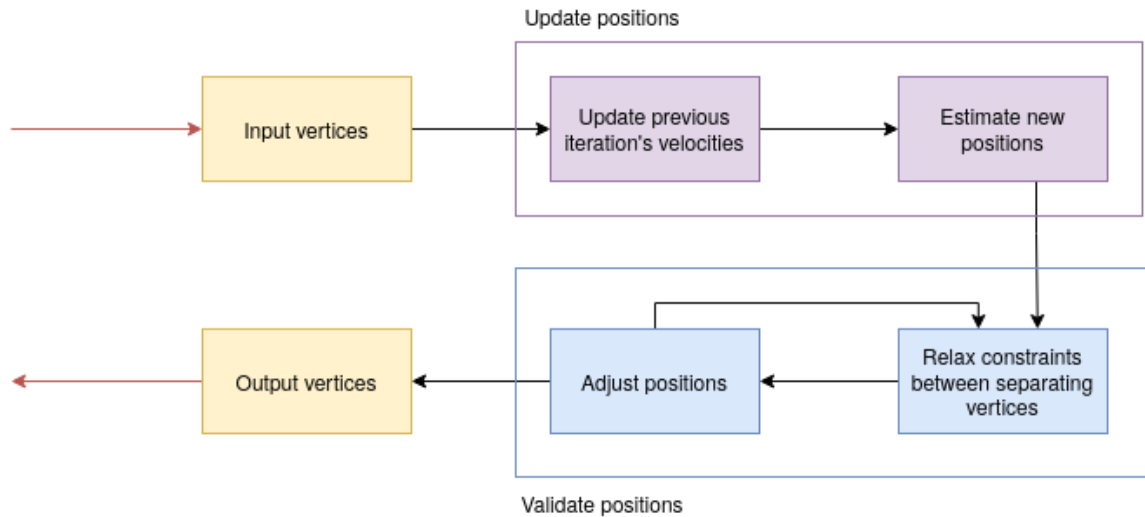 Update positions
Input vertices
Update previous
iteration's velocities
Estimate new
positions
Output vertices
Adjust positions
Relax constraints
between separating
vertices
Validate positions